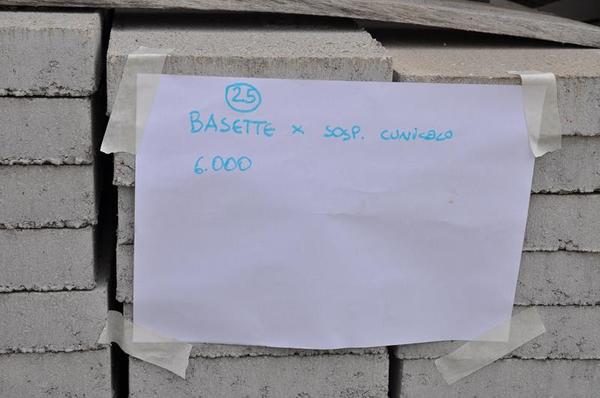 25
BASETTE x SOSP. CUNICOLO
6.000